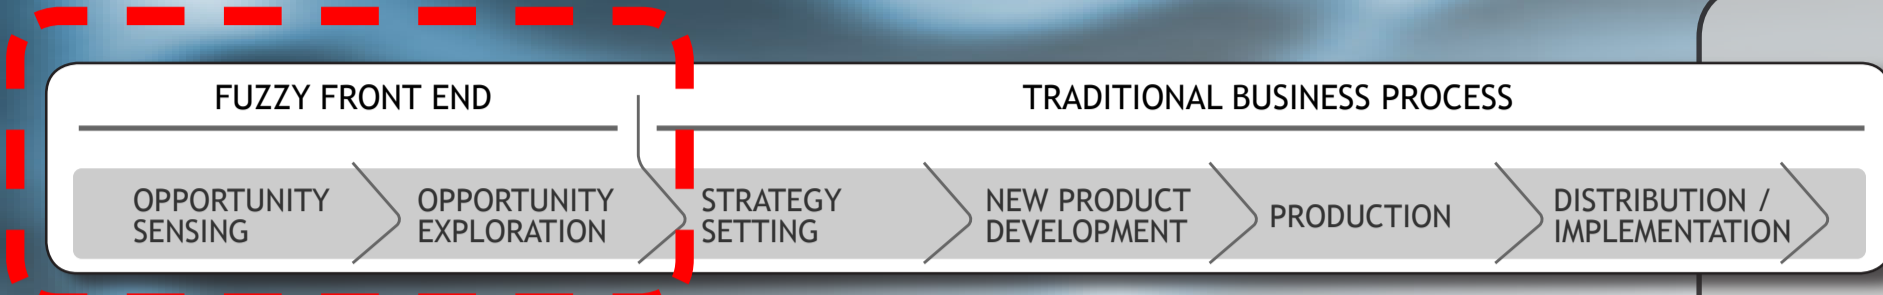 FUZZY FRONT END
TRADITIONAL BUSINESS PROCESS
OPPORTUNITY
SENSING
OPPORTUNITY
EXPLORATION
STRATEGY
SETTING
NEW PRODUCT
DEVELOPMENT
PRODUCTION
DISTRIBUTION /
IMPLEMENTATION